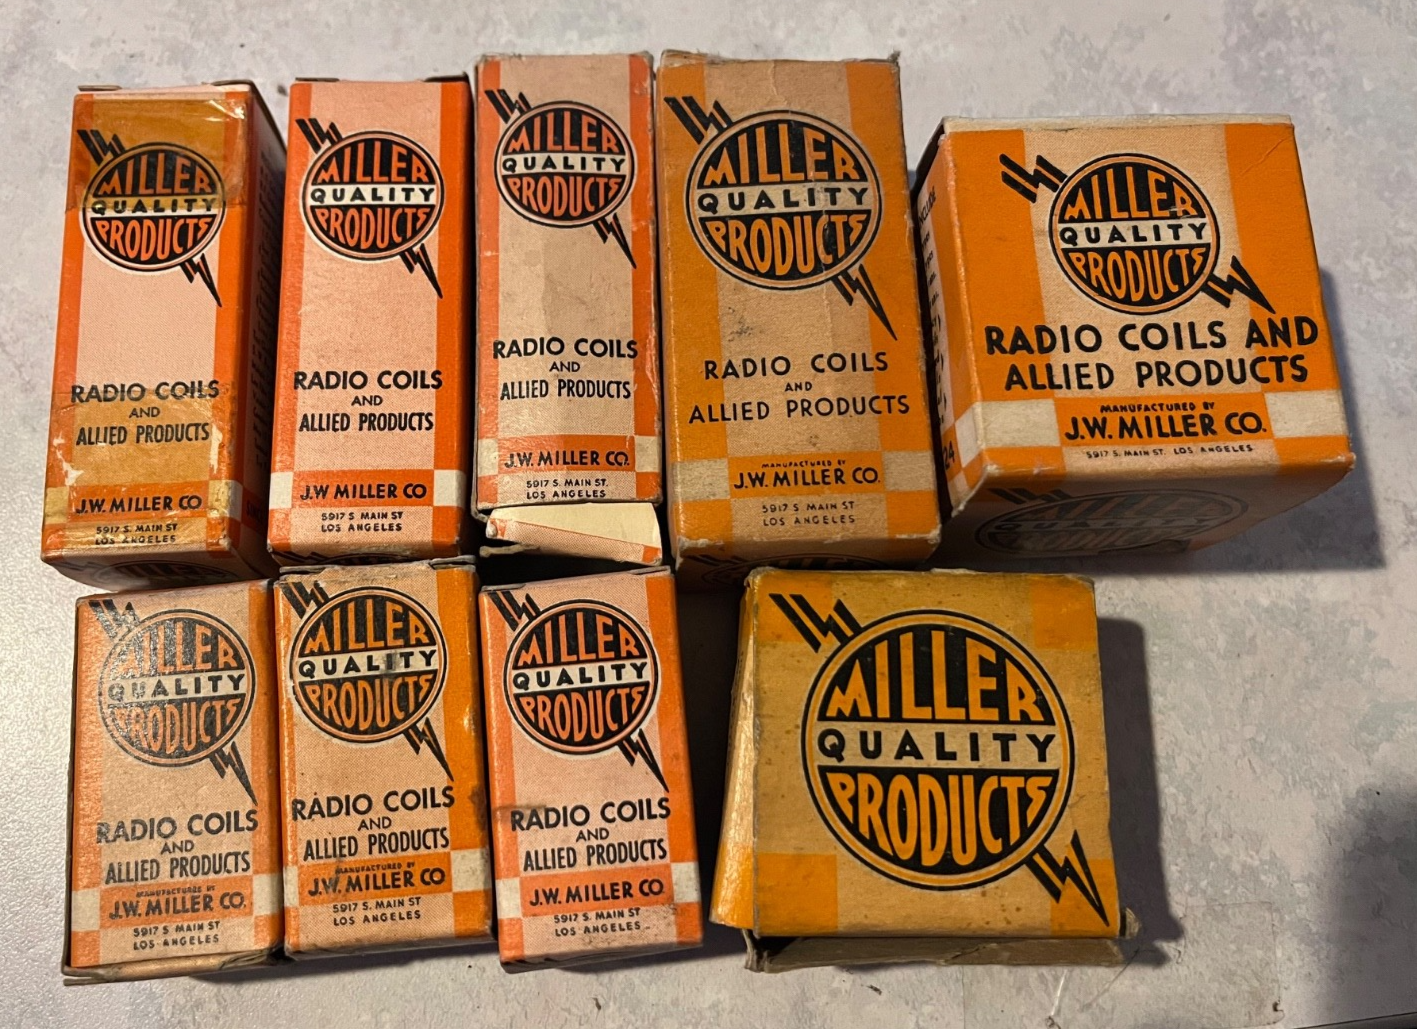 MILLER
QUALITY
PRODUCTS
RADIO COILS
AND
ALLIED PRODUCTS
J.W. MILLER CO
5917 S. MAIN ST
LOS ANGELES
MILLER
QUALITY
PRODUCTS
RADIO COILS
AND
ALLIED PRODUCTS
J.W MILLER CO
5917 S MAIN ST
LOS ANGELES
MILLER
QUALITY
PRODUCTS
RADIO COILS
AND
ALLIED PRODUCTS
J.W. MILLER CO.
5917 S. MAIN ST.
LOS ANGELES
MILLER
QUALITY
PRODUCTS
RADIO COILS
AND
ALLIED PRODUCTS
MANUFACTURED BY
J.W. MILLER CO.
5917 S. MAIN ST.
LOS ANGELES
MILLER
QUALITY
PRODUCTS
RADIO COILS AND
ALLIED PRODUCTS
MANUFACTURED BY
J.W. MILLER CO.
5917 S. MAIN ST. LOS ANGELES
24
MILLER
QUALITY
PRODUCTS
RADIO COILS
AND
ALLIED PRODUCTS
MANUFACTURED BY
J.W. MILLER CO.
5917 S. MAIN ST
LOS ANGELES
MILLER
QUALITY
PRODUCTS
RADIO COILS
AND
ALLIED PRODUCTS
MANUFACTURED BY
J.W. MILLER CO
5917 S. MAIN ST
LOS ANGELES
MILLER
QUALITY
PRODUCTS
RADIO COILS
AND
ALLIED PRODUCTS
J.W. MILLER CO.
5917 S. MAIN ST
LOS ANGELES
MILLER
QUALITY
PRODUCTS